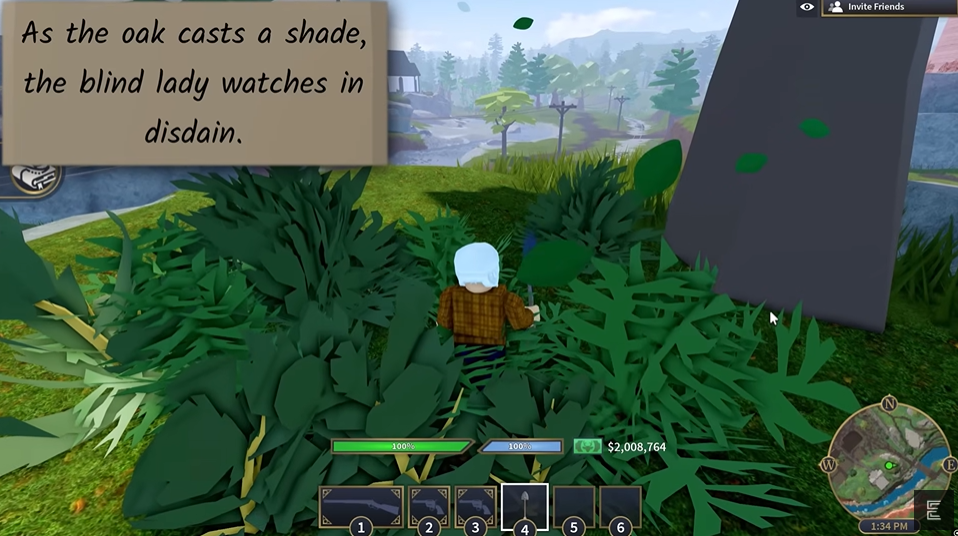 Invite Friends
As the oak casts a shade,
the blind lady watches in
disdain.
N
W
E
100%
100%
$2,008,764
1
2
3
4
5
6
1:34 PM